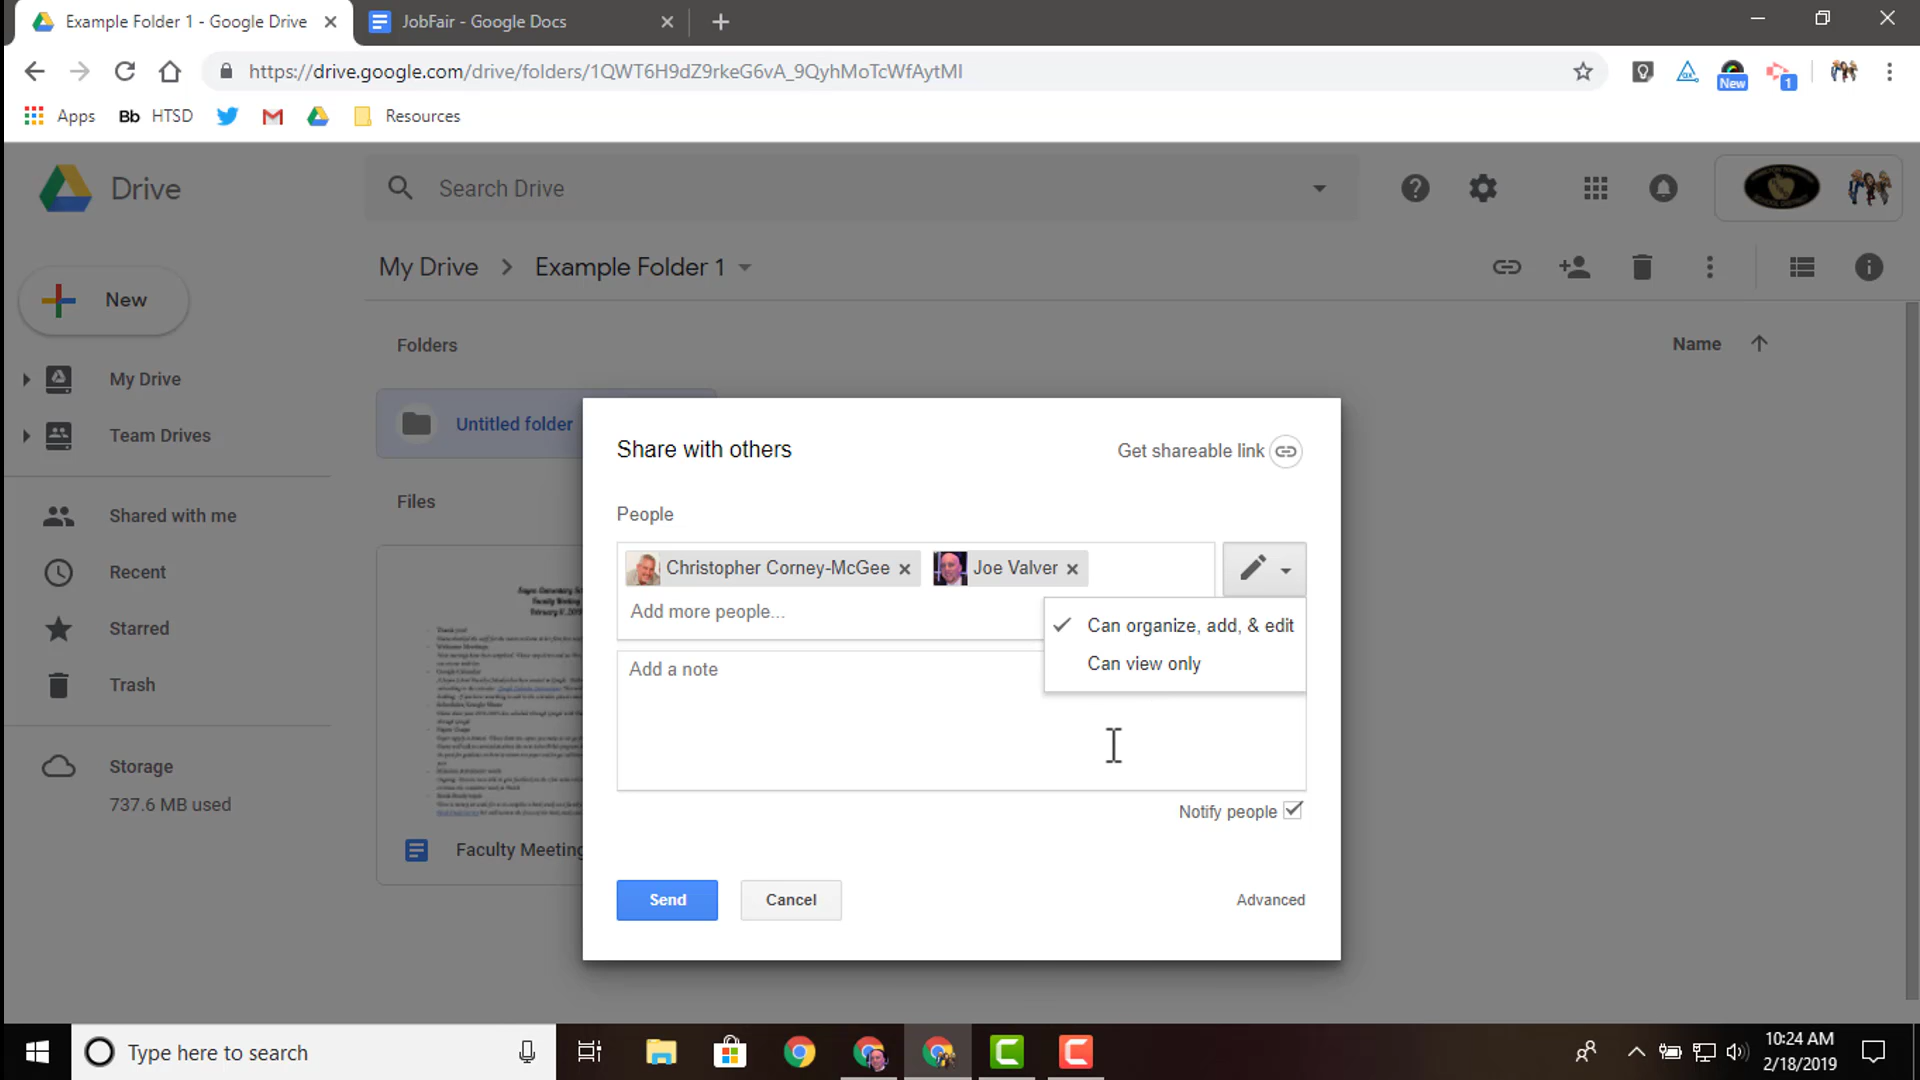 Example Folder 1 - Google Drive
JobFair - Google Docs
https://drive.google.com/drive/folders/1QWT6H9dZ9rkeG6vA_9QyhMoTcWfAytMI
New
1
Apps
Bb HTSD
Resources
Drive
Search Drive
My Drive > Example Folder 1
New
Folders
Name
My Drive
Untitled folder
Team Drives
Share with others
Get shareable link
Files
People
Shared with me
Christopher Corney-McGee
Joe Valver
Recent
Add more people...
Can organize, add, & edit
Starred
Can view only
Add a note
Trash
Storage
737.6 MB used
Notify people
Faculty Meeting
Send
Cancel
Advanced
Type here to search
10:24 AM
2/18/2019